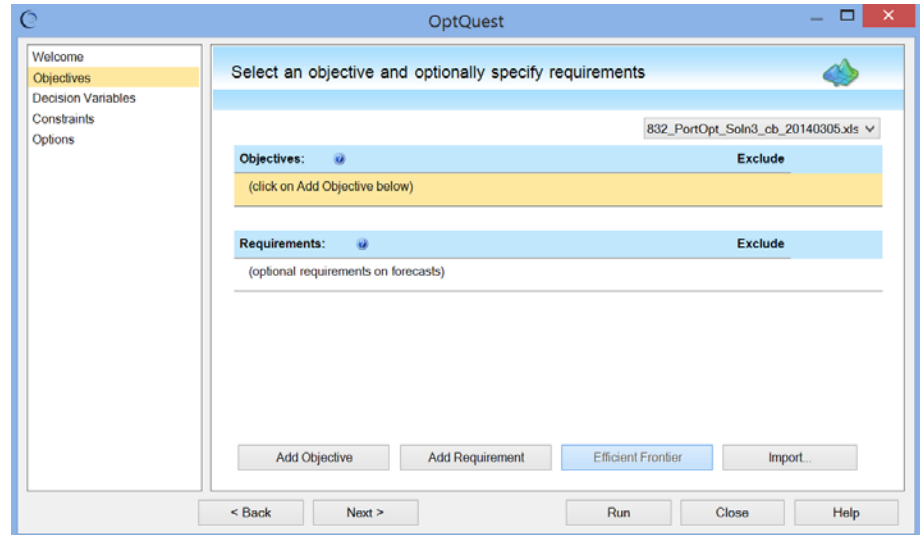 OptQuest
Welcome
Objectives
Decision Variables
Constraints
Options
Select an objective and optionally specify requirements
832_PortOpt_Soln3_cb_20140305.xls
Objectives: Exclude
(click on Add Objective below)
Requirements: Exclude
(optional requirements on forecasts)
Add Objective Add Requirement Efficient Frontier Import...
< Back Next > Run Close Help